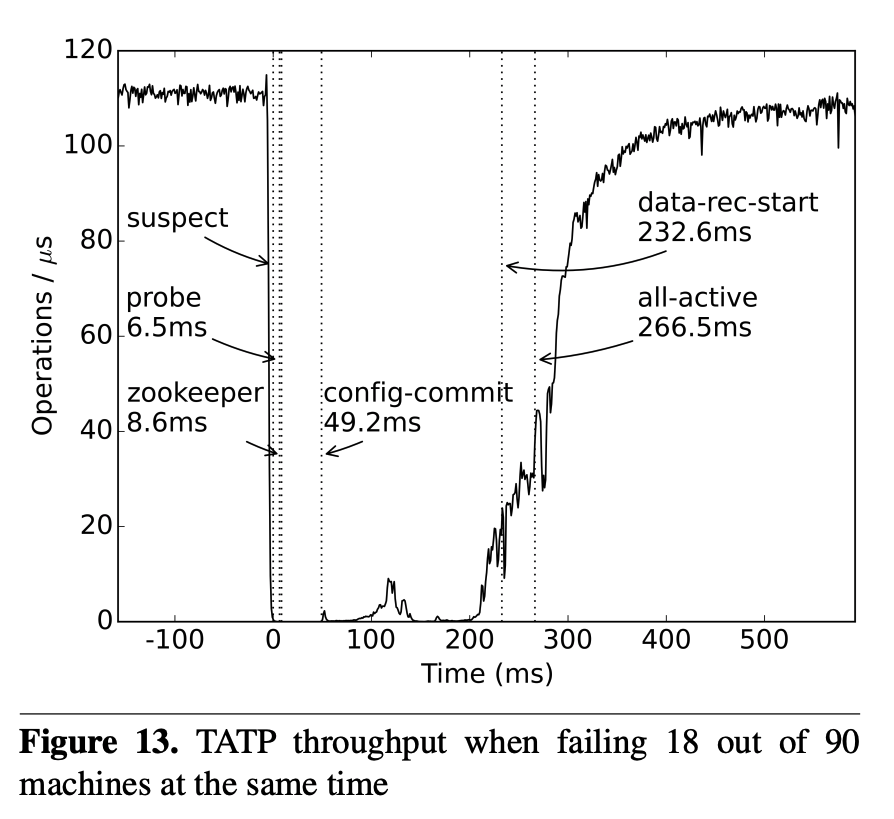 120
100
80
60
40
20
0
Operations / μs
suspect
probe
6.5ms
zookeeper
8.6ms
config-commit
49.2ms
data-rec-start
232.6ms
all-active
266.5ms
-100 0 100 200 300 400 500
Time (ms)
Figure 13. TATP throughput when failing 18 out of 90
machines at the same time